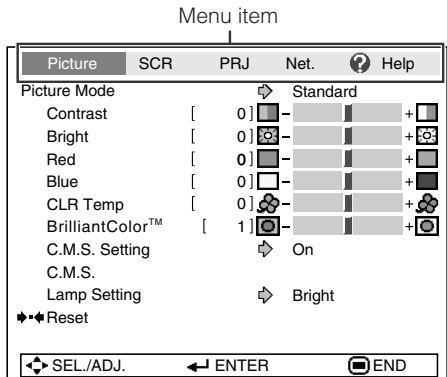 Menu item
Picture SCR PRJ Net. ? Help
Picture Mode Standard
Contrast [ 0] - +
Bright [ 0] - +
Red [ 0] - +
Blue [ 0] - +
CLR Temp [ 0] - +
BrilliantColor™ [ 1] - +
C.M.S. Setting On
C.M.S.
Lamp Setting Bright
Reset
SEL./ADJ. ENTER END